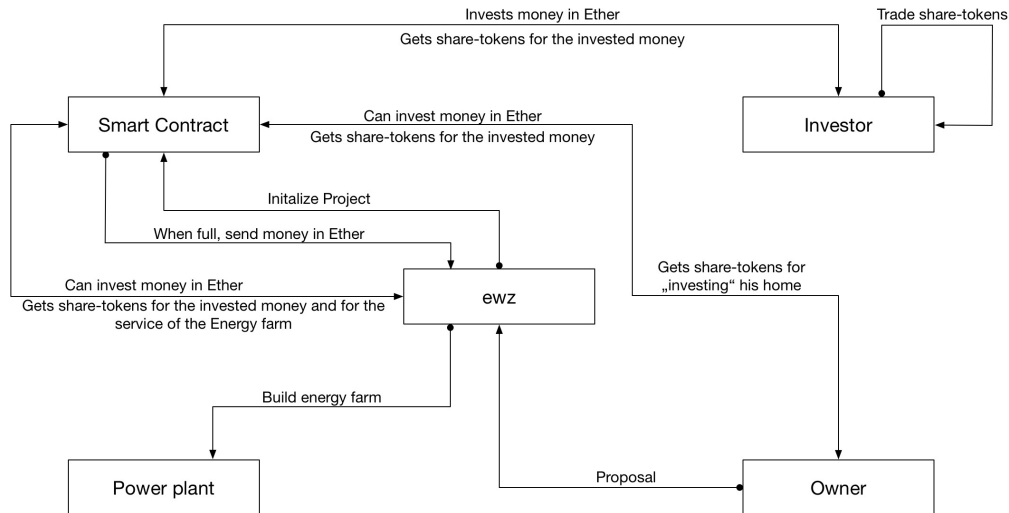 Invests money in Ether
Trade share-tokens
Gets share-tokens for the invested money
Smart Contract
Can invest money in Ether
Gets share-tokens for the invested money
Investor
Initalize Project
When full, send money in Ether
Can invest money in Ether
Gets share-tokens for the invested money and for the
service of the Energy farm
ewz
Gets share-tokens for
„investing“ his home
Build energy farm
Power plant
Proposal
Owner